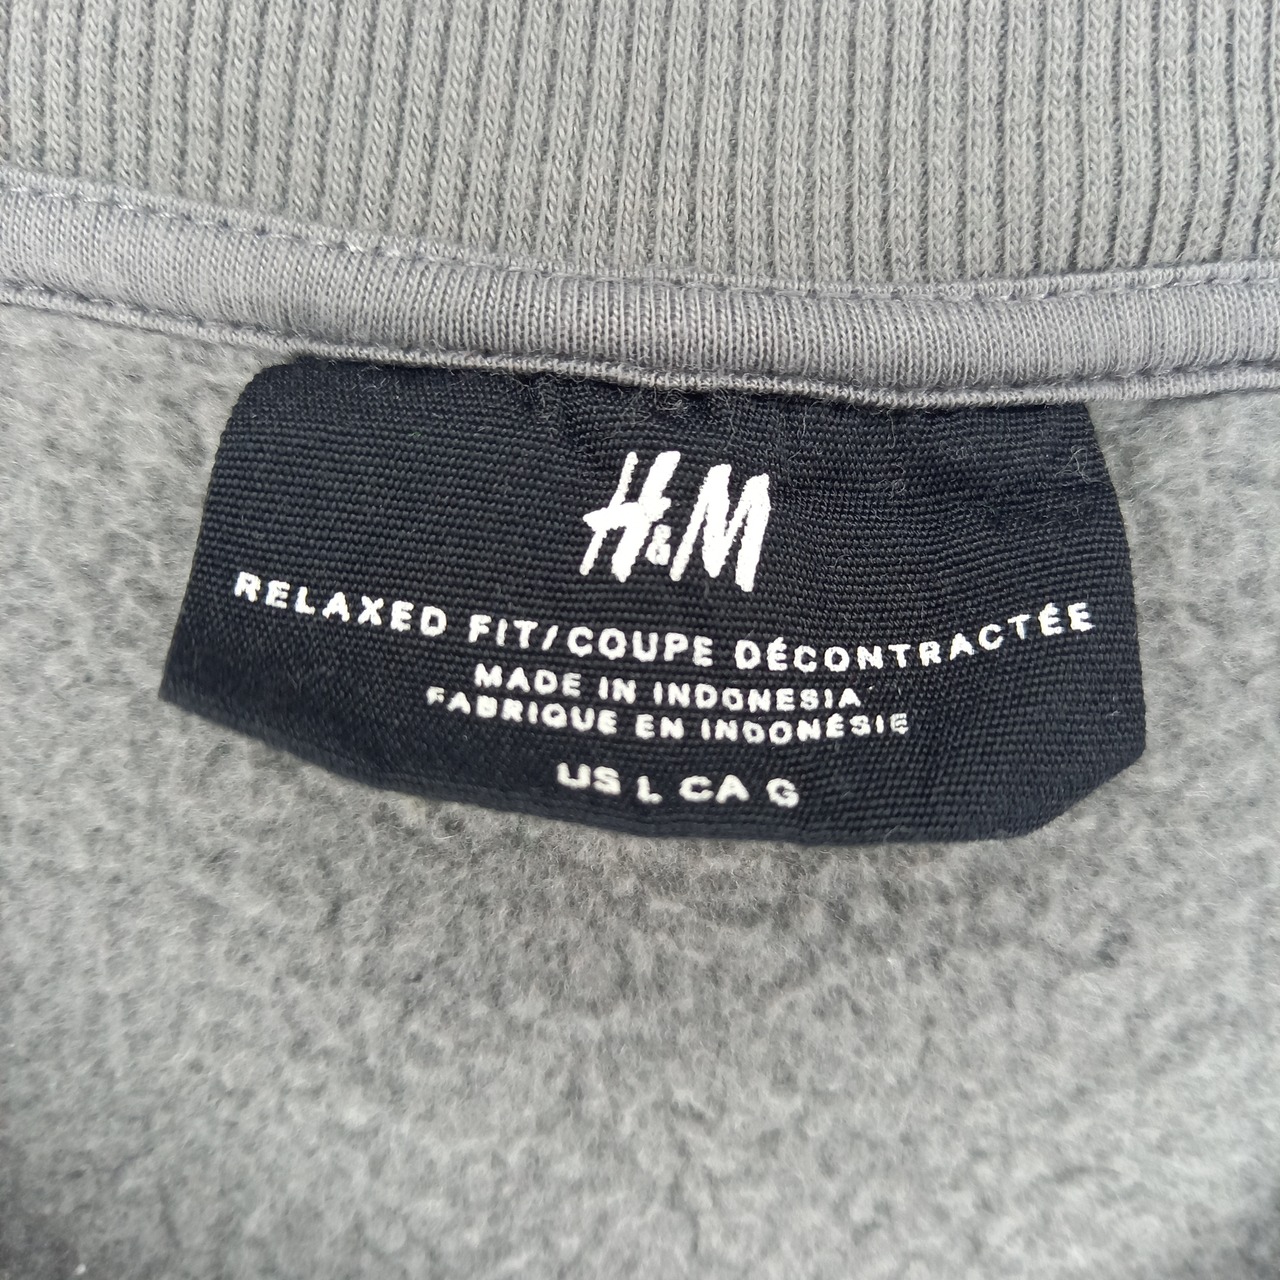 H&M
RELAXED FIT/COUPE DÉCONTRACTÉE
MADE IN INDONESIA
FABRIQUE EN INDONÉSIE
US L CA G